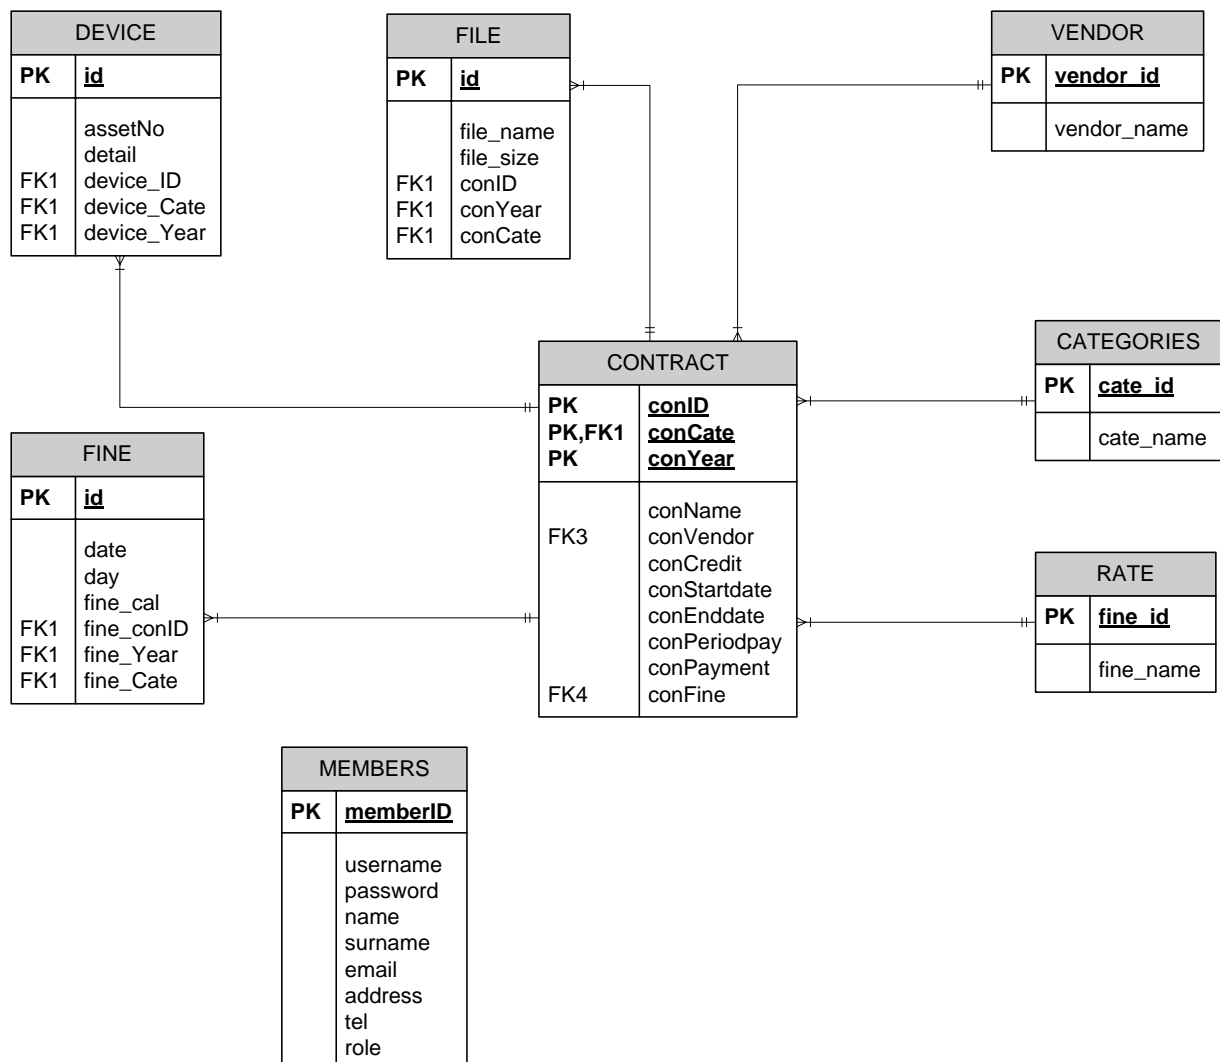 DEVICE
PK id
assetNo
detail
FK1 device_ID
FK1 device_Cate
FK1 device_Year
FILE
PK id
file_name
file_size
FK1 conID
FK1 conYear
FK1 conCate
VENDOR
PK vendor_id
vendor_name
CONTRACT
PK conID
PK,FK1 conCate
PK conYear
conName
FK3 conVendor
conCredit
conStartdate
conEnddate
conPeriodpay
conPayment
FK4 conFine
CATEGORIES
PK cate_id
cate_name
FINE
PK id
date
day
fine_cal
FK1 fine_conID
FK1 fine_Year
FK1 fine_Cate
RATE
PK fine_id
fine_name
MEMBERS
PK memberID
username
password
name
surname
email
address
tel
role